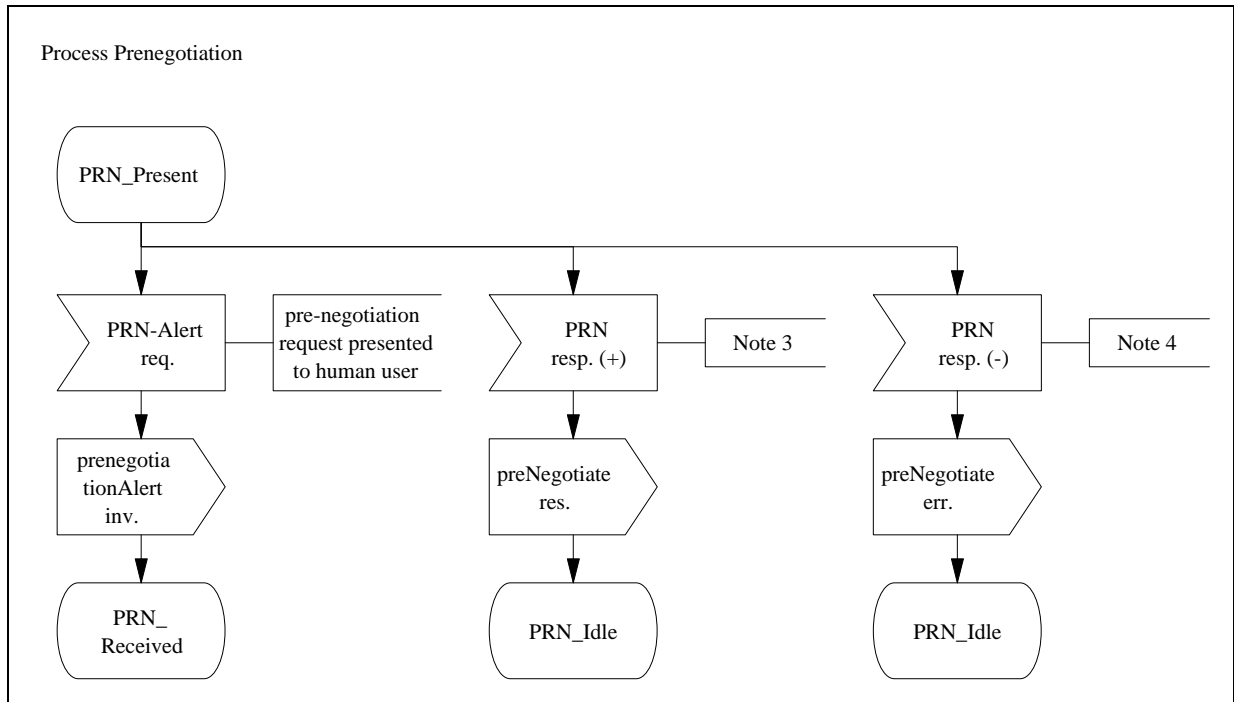 Process Prenegotiation
PRN_Present
PRN-Alert
req.
pre-negotiation
request presented
to human user
PRN
resp. (+)
Note 3
PRN
resp. (-)
Note 4
prenegotia
tionAlert
inv.
preNegotiate
res.
preNegotiate
err.
PRN_
Received
PRN_Idle
PRN_Idle